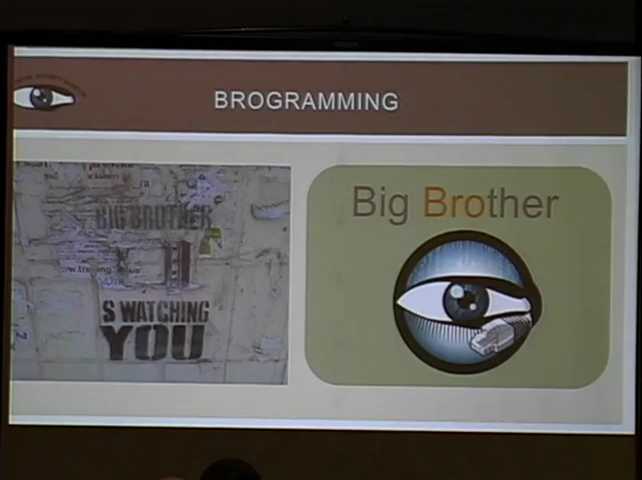 BROGRAMMING
BIG BROTHER
S WATCHING
YOU
Big Brother